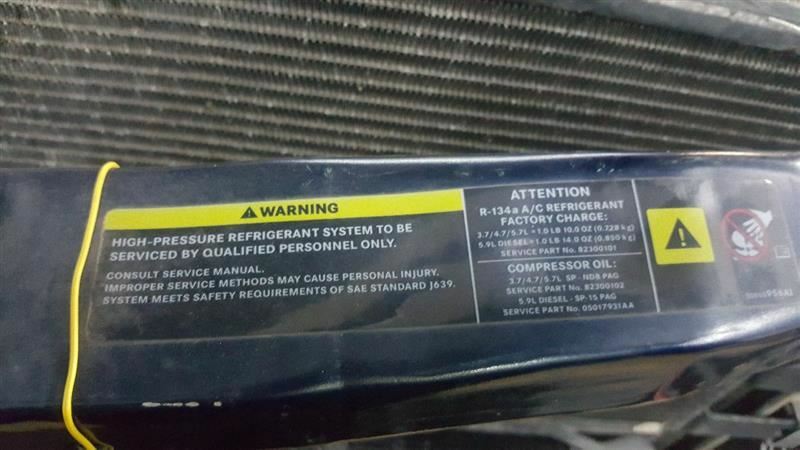 WARNING
HIGH-PRESSURE REFRIGERANT SYSTEM TO BE
SERVICED BY QUALIFIED PERSONNEL ONLY.
CONSULT SERVICE MANUAL.
IMPROPER SERVICE METHODS MAY CAUSE PERSONAL INJURY.
SYSTEM MEETS SAFETY REQUIREMENTS OF SAE STANDARD J639.
ATTENTION
R-134a A/C REFRIGERANT
FACTORY CHARGE:
3.7/4.7/5.7L = 1.0 LB 10.0 OZ (0.728 kg)
5.9L DIESEL = 1.0 LB 14.0 OZ (0.850 kg)
SERVICE PART No. 82300101
COMPRESSOR OIL:
3.7/4.7/5.7L SP - ND8 PAG
SERVICE PART No. 82300102
5.9L DIESEL - SP-15 PAG
SERVICE PART No. 05017931AA